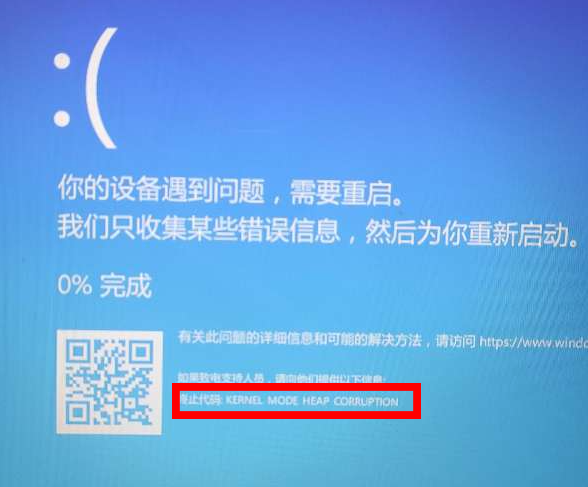 :(
你的设备遇到问题，需要重启。
我们只收集某些错误信息，然后为你重新启动。
0% 完成
有关此问题的详细信息和可能的解决方法，请访问 https://www.windo
如果致电支持人员，请向他们提供以下信息:
终止代码: KERNEL MODE HEAP CORRUPTION